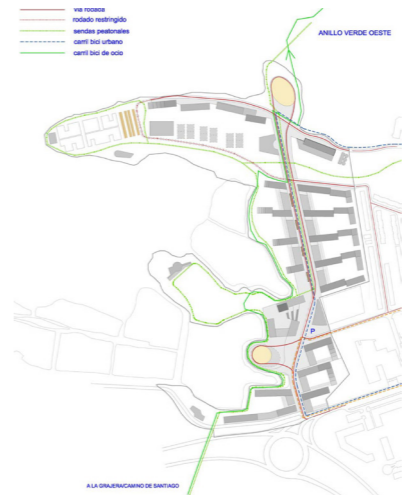 vía rodada
rodado restringido
sendas peatonales
carril bici urbano
carril bici de ocio
ANILLO VERDE OESTE
P
A LA GRAJERA/CAMINO DE SANTIAGO